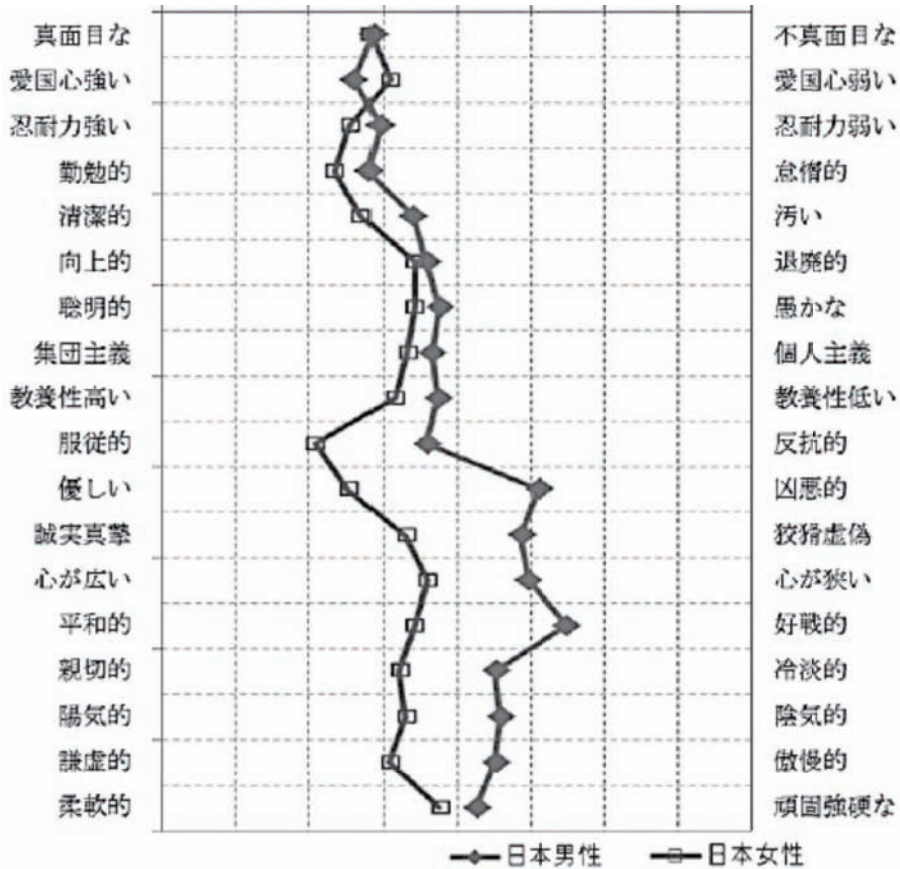 真面目な 不真面目な
愛国心強い 愛国心弱い
忍耐力強い 忍耐力弱い
勤勉的 怠惰的
清潔的 汚い
向上的 退廃的
聡明的 愚かな
集団主義 個人主義
教養性高い 教養性低い
服従的 反抗的
優しい 凶悪的
誠実真摯 狡猾虚偽
心が広い 心が狭い
平和的 好戦的
親切的 冷淡的
陽気的 陰気的
謙虚的 傲慢的
柔軟的 頑固強硬な
日本男性 日本女性